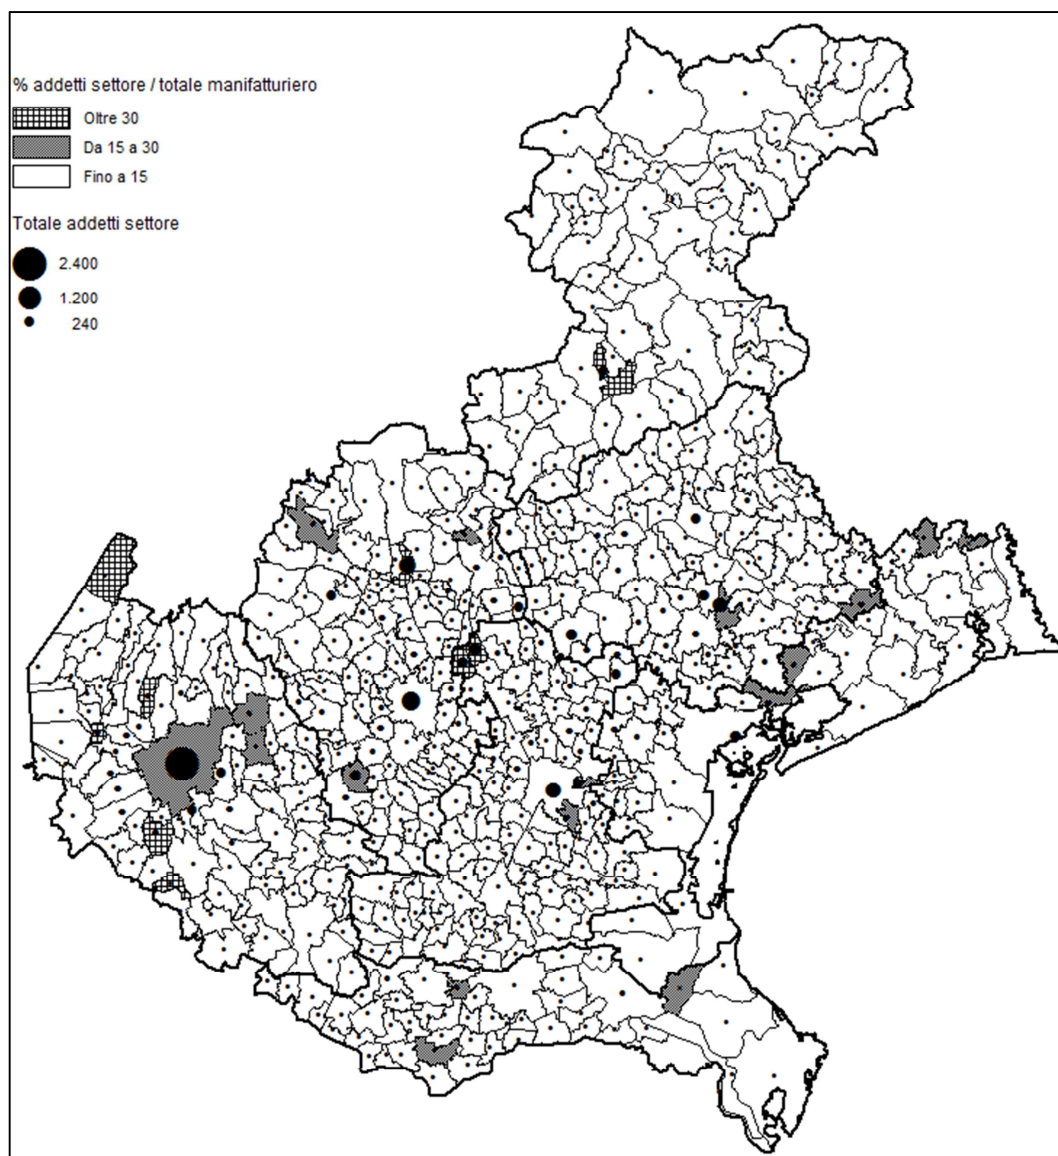 % addetti settore / totale manifatturiero
Oltre 30
Da 15 a 30
Fino a 15
Totale addetti settore
2.400
1.200
240